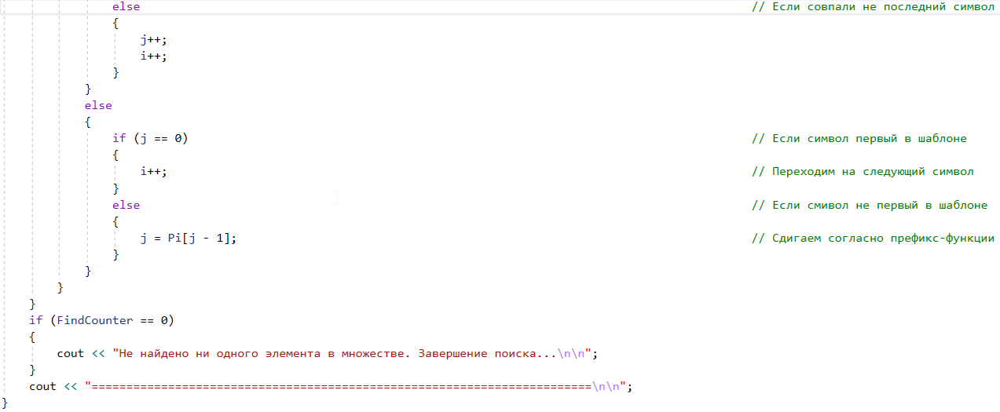 else // Если совпали не последний символ
{
j++;
i++;
}
}
else
{
if (j == 0) // Если символ первый в шаблоне
{
i++; // Переходим на следующий символ
}
else // Если смивол не первый в шаблоне
{
j = Pi[j - 1]; // Сдигаем согласно префикс-функции
}
}
}
}
if (FindCounter == 0)
{
cout << "Не найдено ни одного элемента в множестве. Завершение поиска...\n\n";
}
cout << "========================================================================\n\n";
}